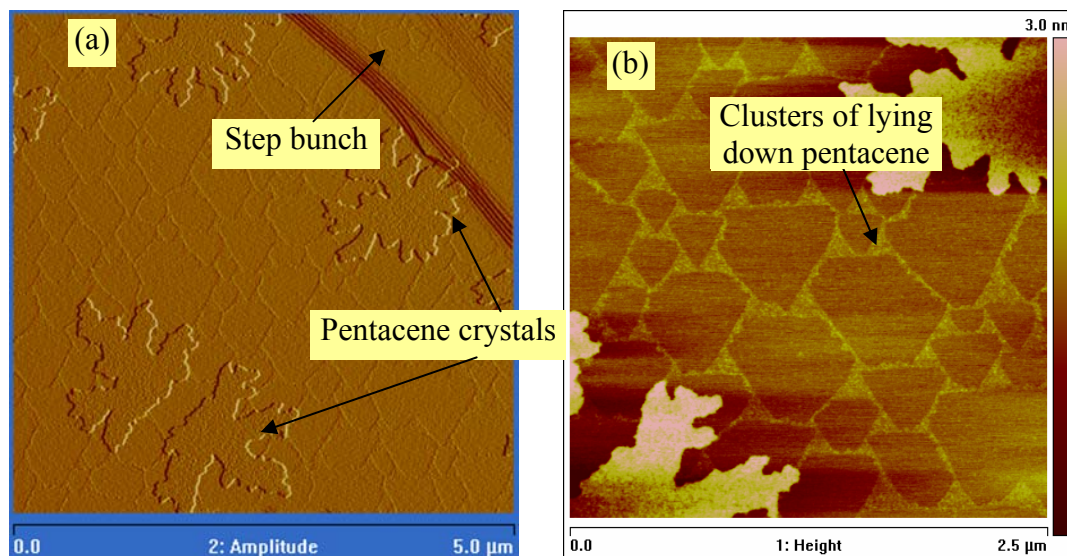 (a)
Step bunch
Pentacene crystals
0.0
2: Amplitude
5.0 µm
3.0 nm
(b)
Clusters of lying
down pentacene
0.0
1: Height
2.5 µm